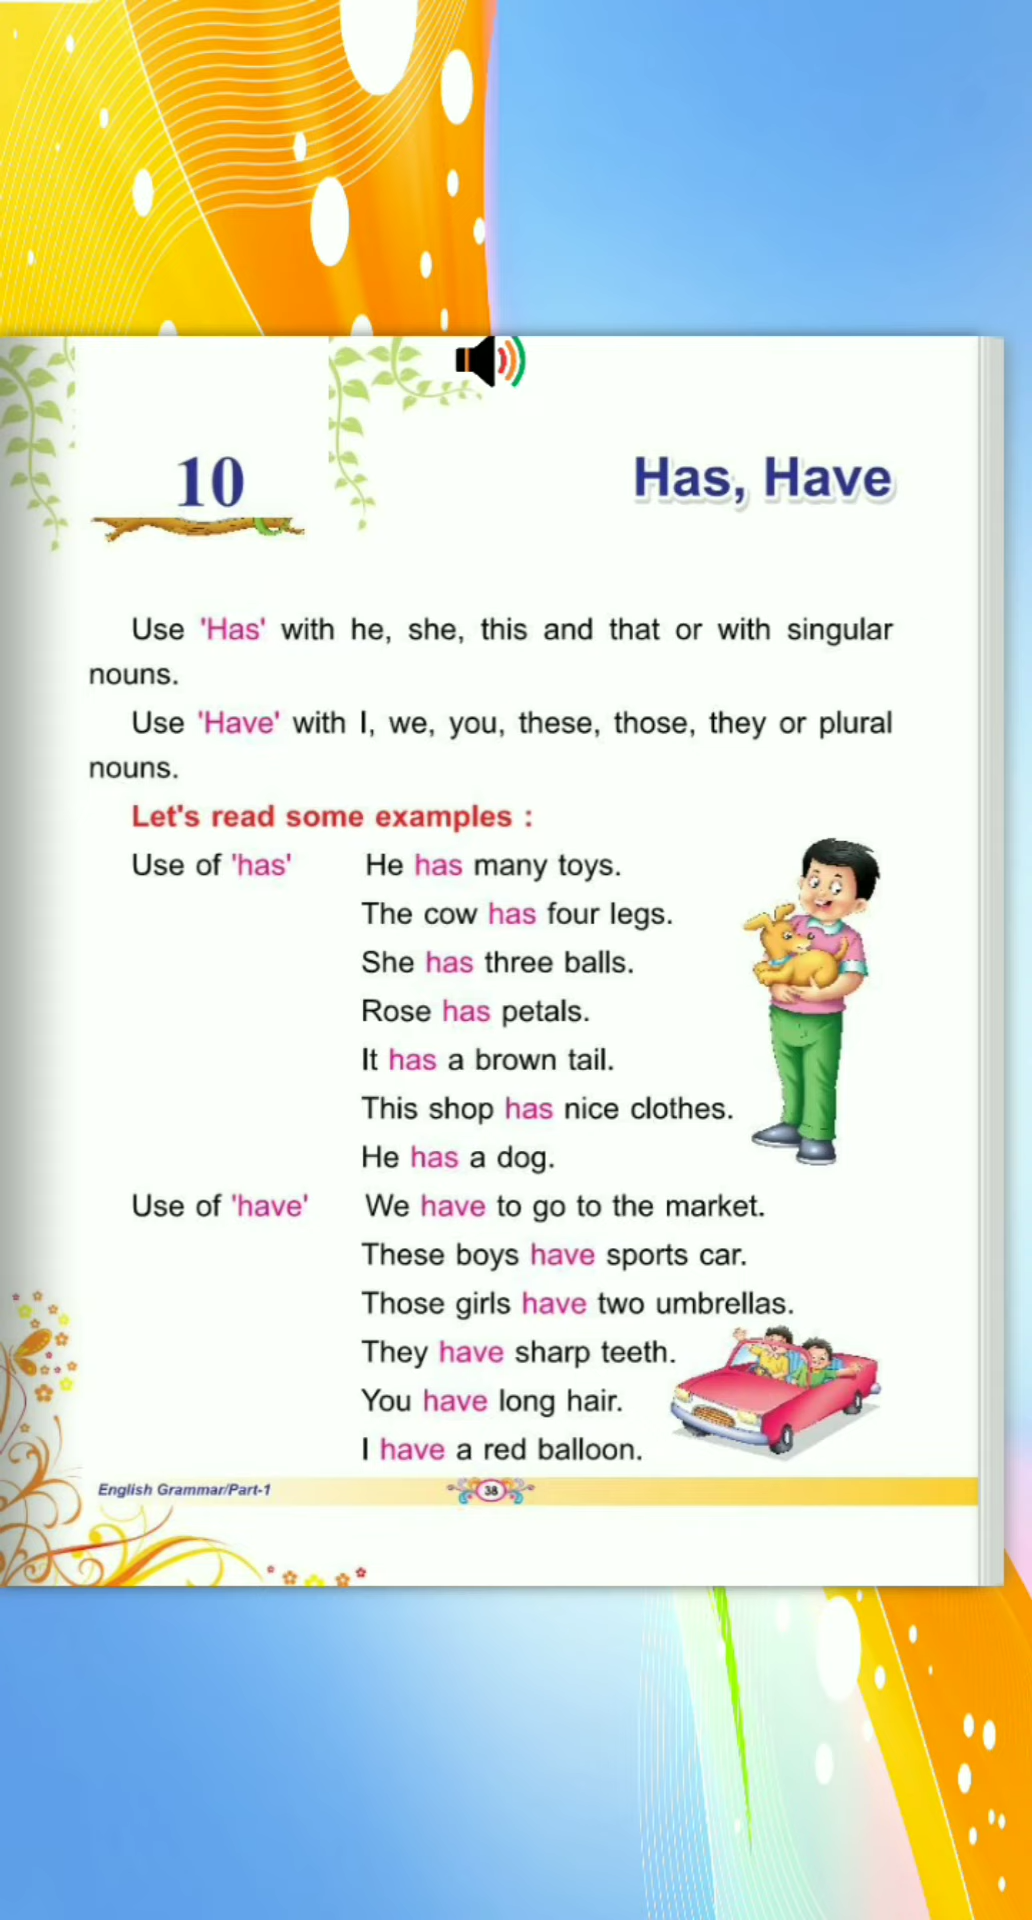 10
Has, Have
Use 'Has' with he, she, this and that or with singular
nouns.
Use 'Have' with I, we, you, these, those, they or plural
nouns.
Let's read some examples :
Use of 'has' He has many toys.
The cow has four legs.
She has three balls.
Rose has petals.
It has a brown tail.
This shop has nice clothes.
He has a dog.
Use of 'have' We have to go to the market.
These boys have sports car.
Those girls have two umbrellas.
They have sharp teeth.
You have long hair.
I have a red balloon.
English Grammar/Part-1 38